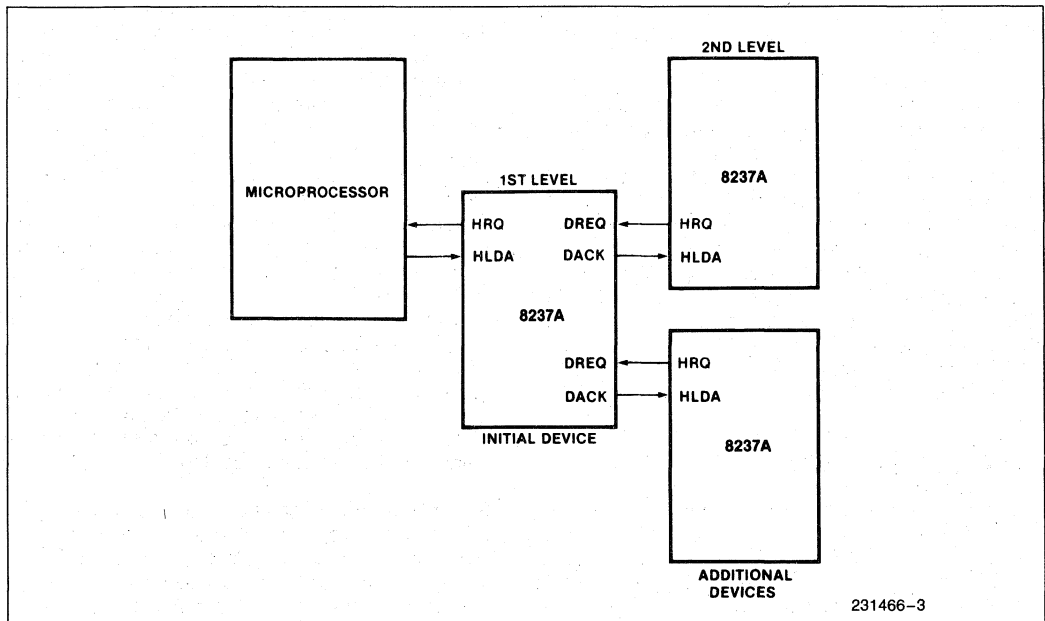 2ND LEVEL
MICROPROCESSOR
8237A
1ST LEVEL
HRQ
DREQ
HRQ
HLDA
DACK
HLDA
8237A
DREQ
HRQ
DACK
HLDA
INITIAL DEVICE
8237A
ADDITIONAL
DEVICES
231466-3